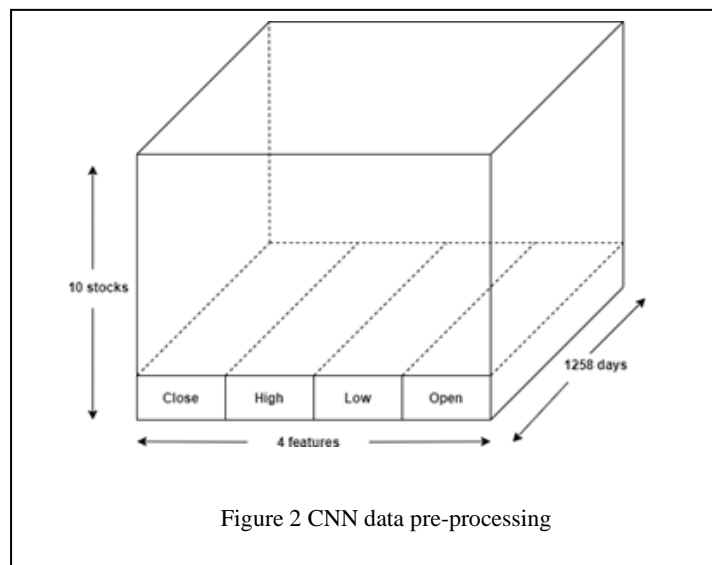 10 stocks
1258 days
Close High Low Open
4 features
Figure 2 CNN data pre-processing